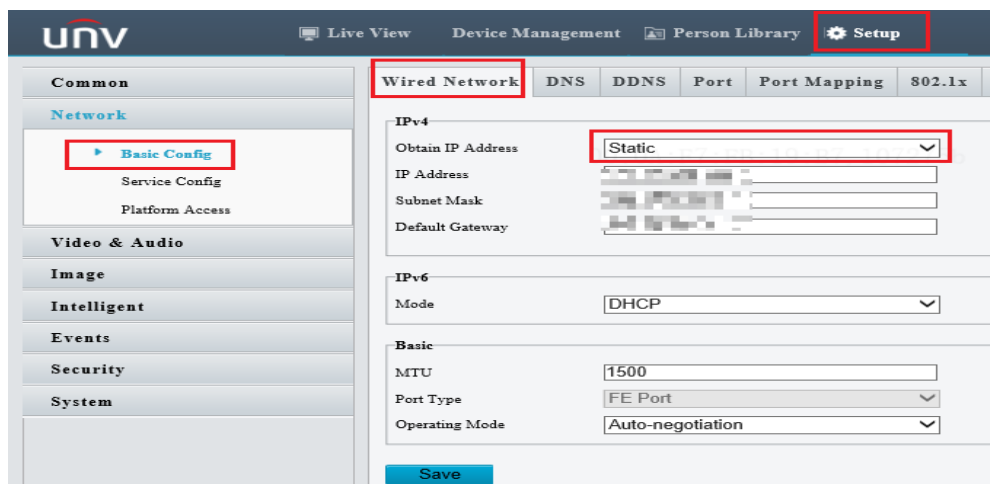 unv
Live View Device Management Person Library Setup
Common
Network
Basic Config
Service Config
Platform Access
Video & Audio
Image
Intelligent
Events
Security
System
Wired Network DNS DDNS Port Port Mapping 802.1x
IPv4
Obtain IP Address Static
IP Address
Subnet Mask
Default Gateway
IPv6
Mode DHCP
Basic
MTU 1500
Port Type FE Port
Operating Mode Auto-negotiation
Save